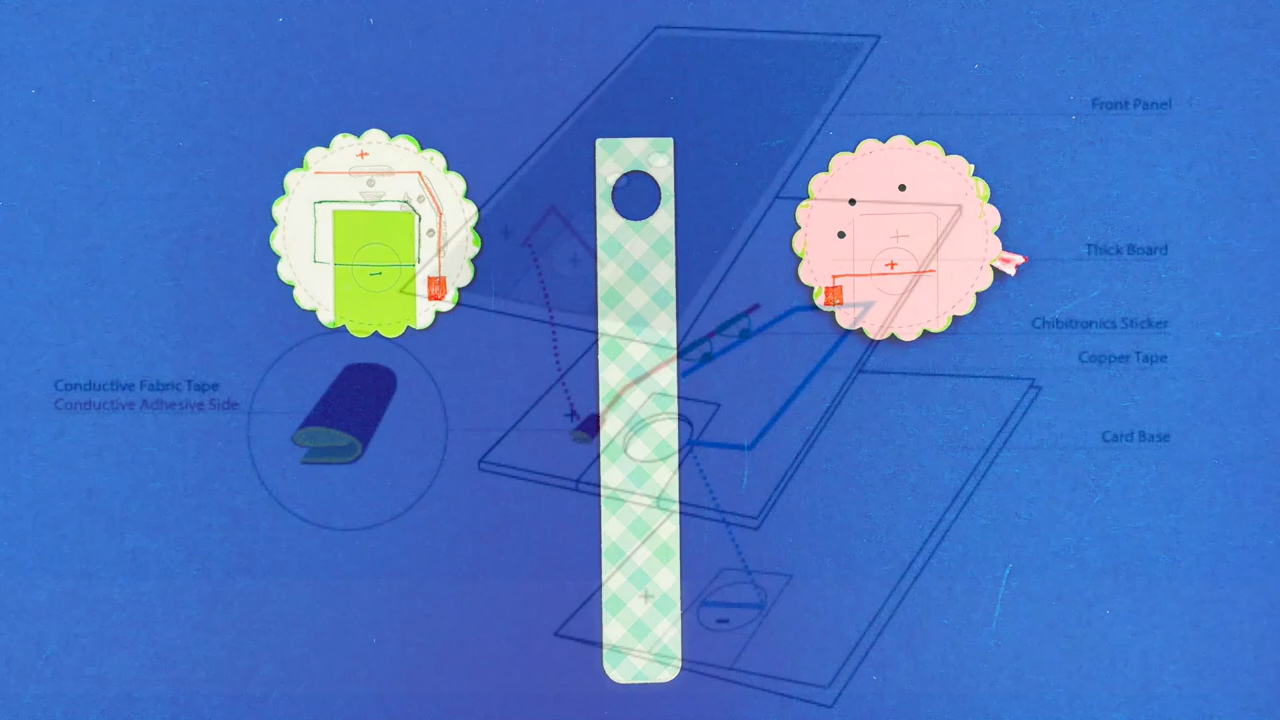 Front Panel
Thick Board
Chibitronics Sticker
Copper Tape
Conductive Fabric Tape
Conductive Adhesive Side
Card Base
+
-
+
+
+
+
-